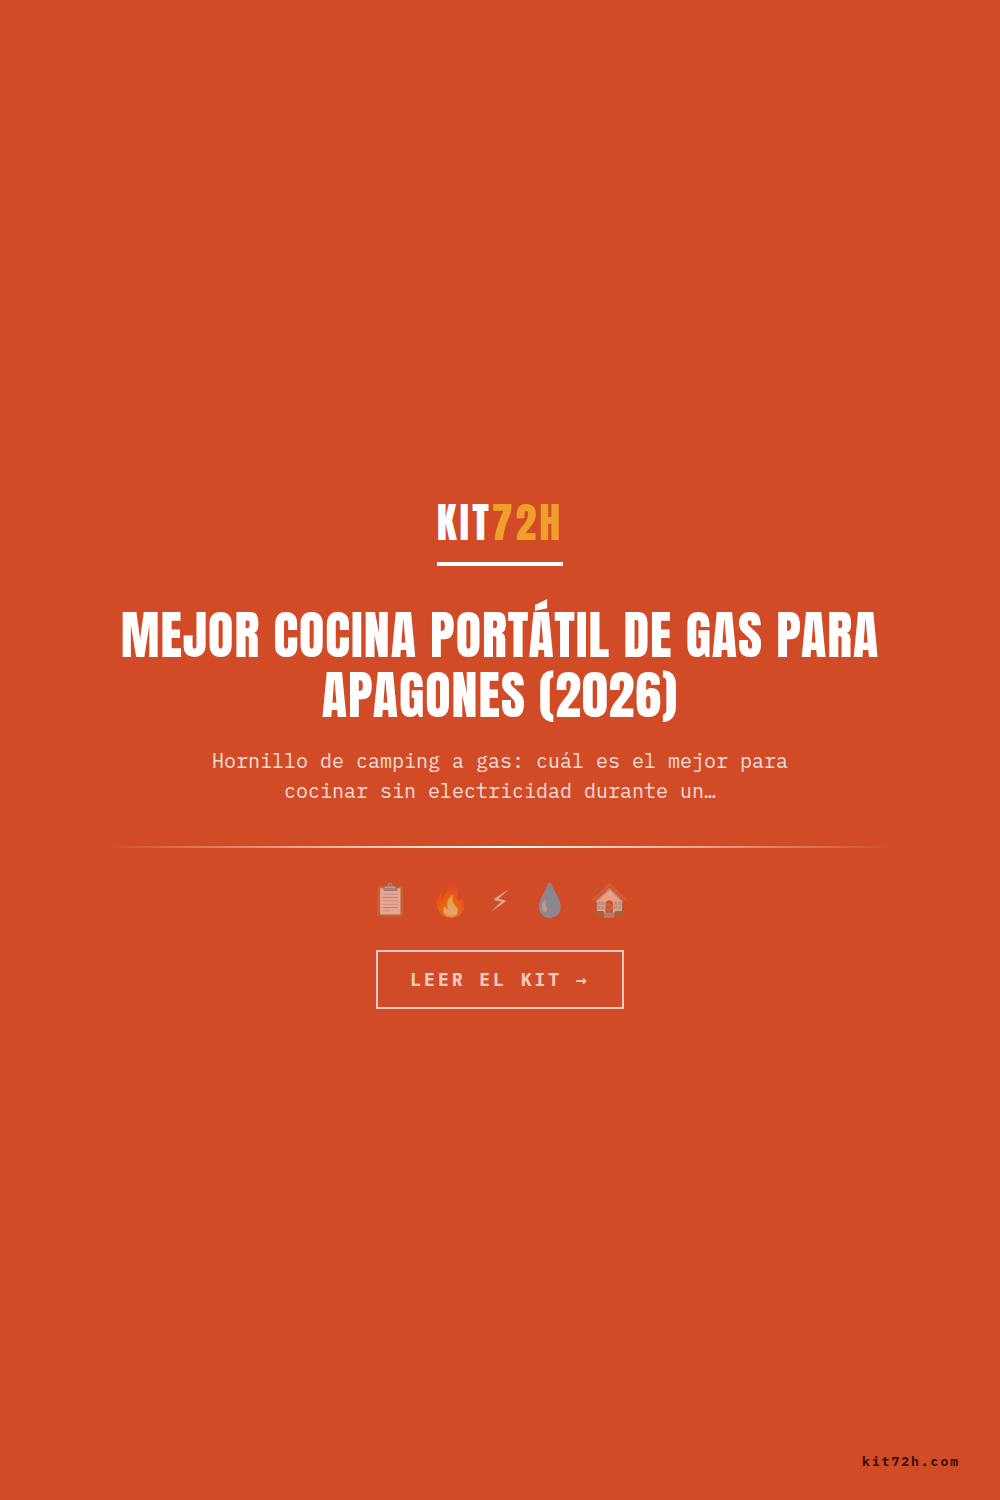 KIT72H
MEJOR COCINA PORTÁTIL DE GAS PARA
APAGONES (2026)
Hornillo de camping a gas: cuál es el mejor para
cocinar sin electricidad durante un…
LEER EL KIT →
kit72h.com